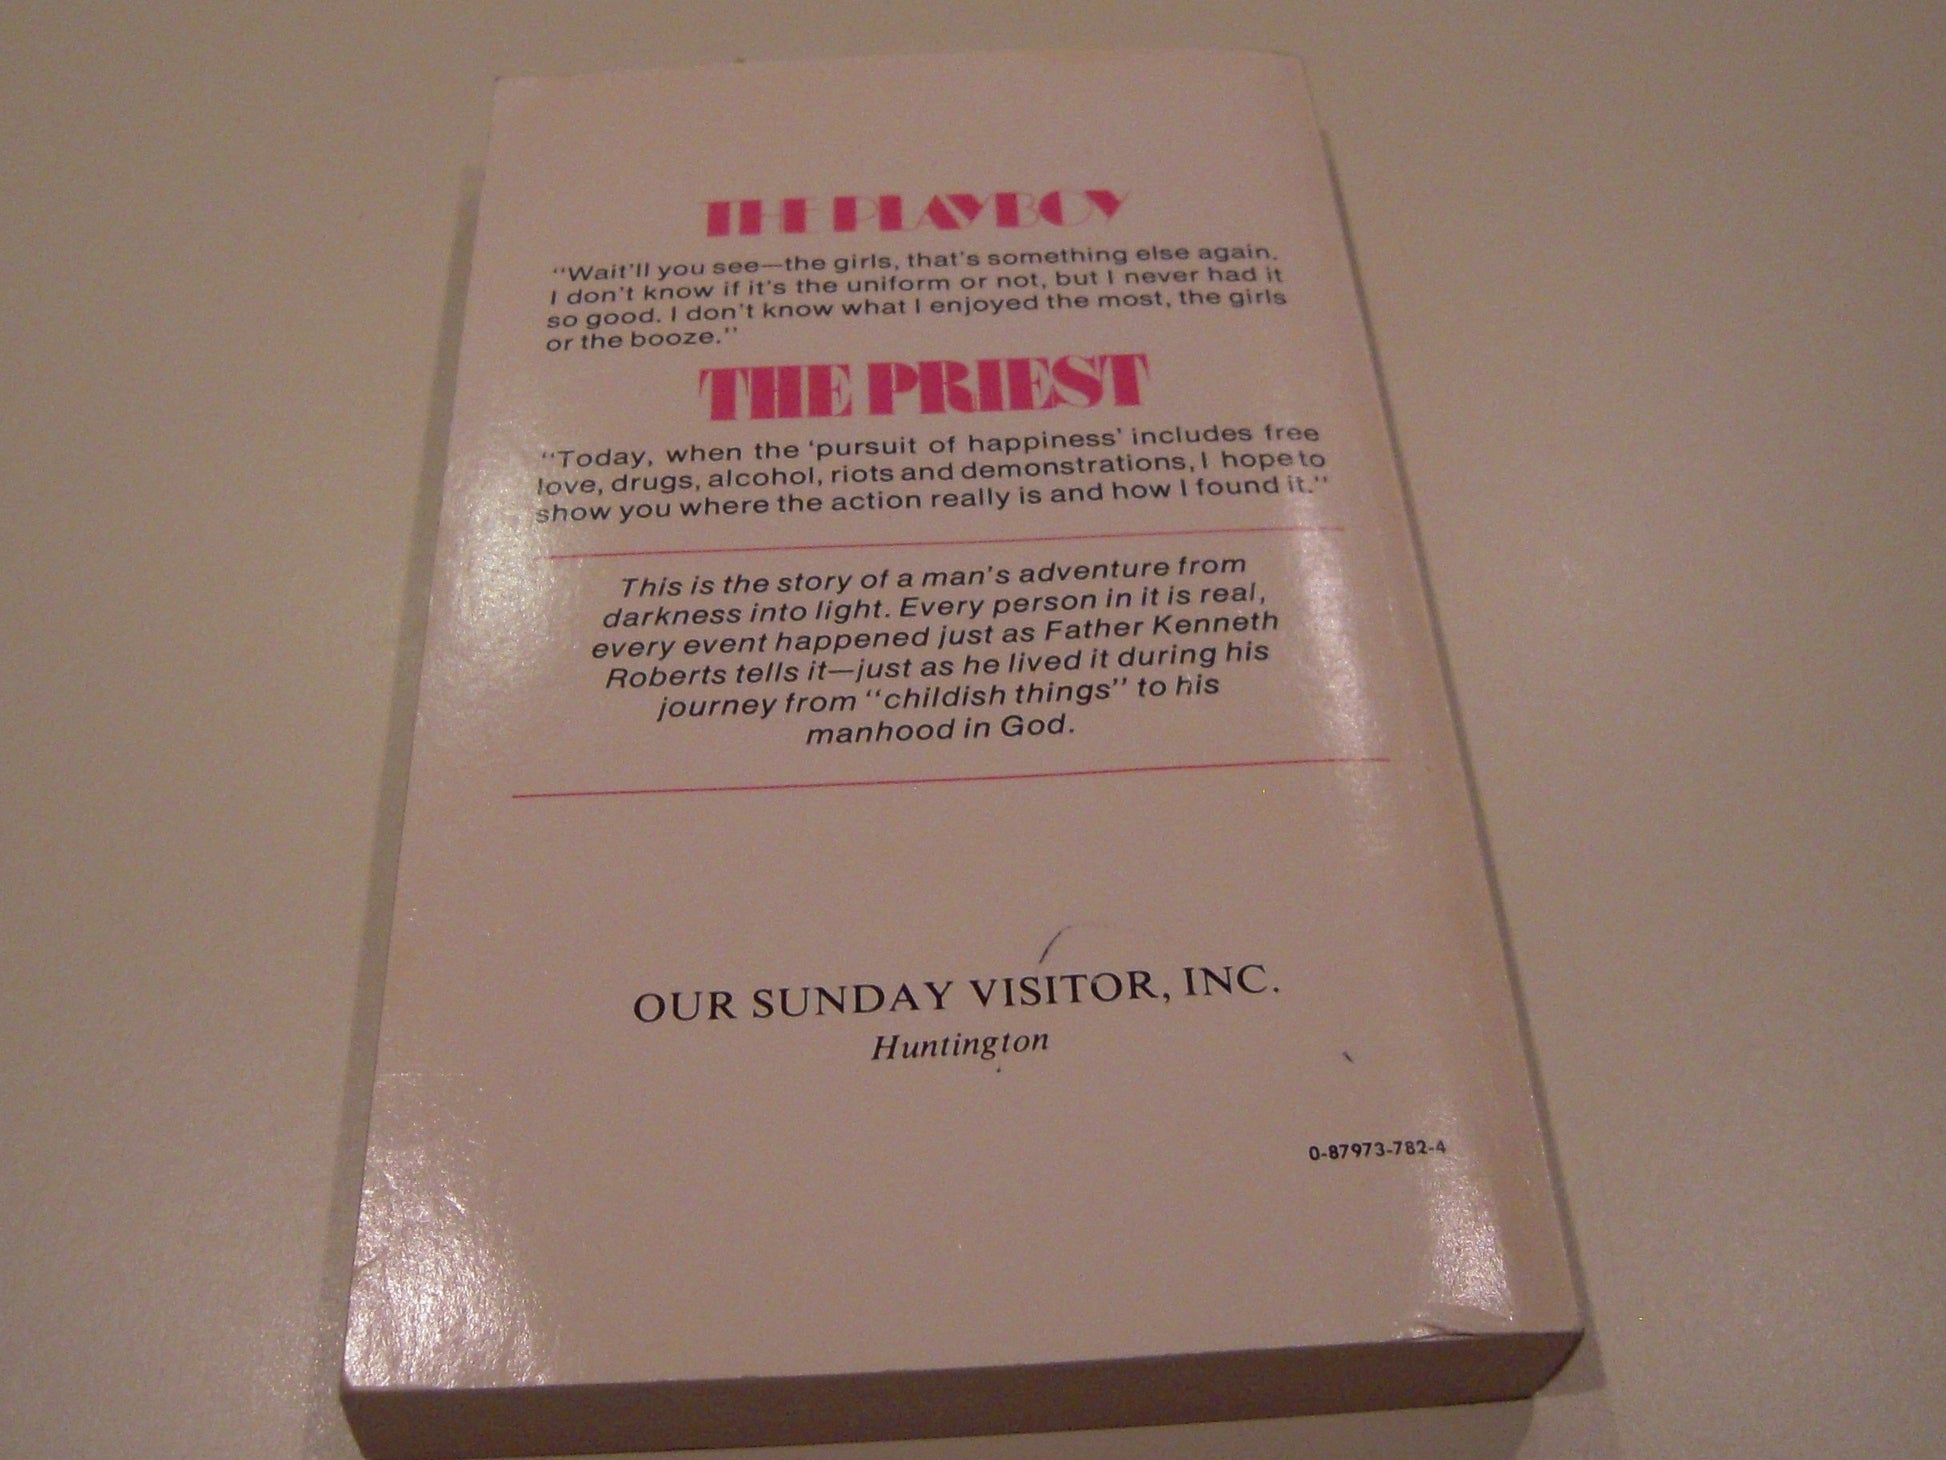 THE PLAYBOY
"Wait'll you see—the girls, that's something else again.
I don't know if it's the uniform or not, but I never had it
so good. I don't know what I enjoyed the most, the girls
or the booze."
THE PRIEST
"Today, when the 'pursuit of happiness' includes free
love, drugs, alcohol, riots and demonstrations, I hope to
show you where the action really is and how I found it."
This is the story of a man's adventure from
darkness into light. Every person in it is real,
every event happened just as Father Kenneth
Roberts tells it—just as he lived it during his
journey from "childish things" to his
manhood in God.
OUR SUNDAY VISITOR, INC.
Huntington
0-87973-782-4